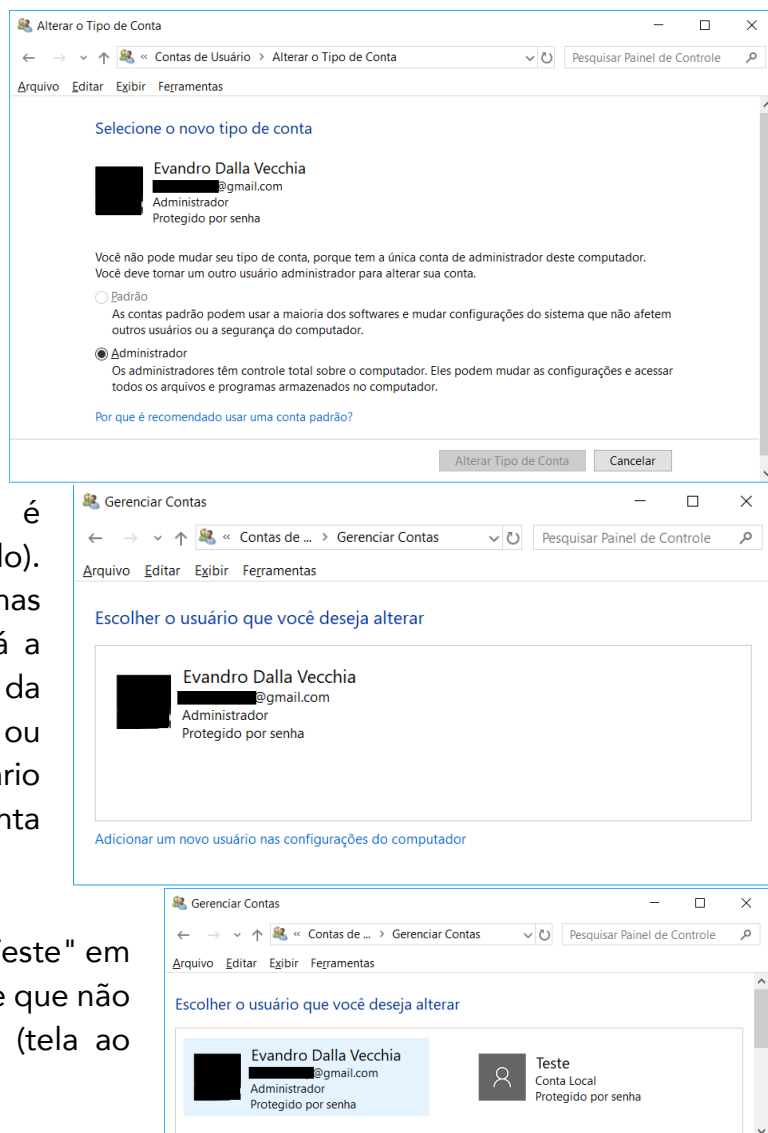 Alterar o Tipo de Conta
« Contas de Usuário > Alterar o Tipo de Conta
Pesquisar Painel de Controle
Arquivo Editar Exibir Ferramentas
Selecione o novo tipo de conta
Evandro Dalla Vecchia
@gmail.com
Administrador
Protegido por senha
Você não pode mudar seu tipo de conta, porque tem a única conta de administrador deste computador.
Você deve tornar um outro usuário administrador para alterar sua conta.
Padrão
As contas padrão podem usar a maioria dos softwares e mudar configurações do sistema que não afetem
outros usuários ou a segurança do computador.
Administrador
Os administradores têm controle total sobre o computador. Eles podem mudar as configurações e acessar
todos os arquivos e programas armazenados no computador.
Por que é recomendado usar uma conta padrão?
Alterar Tipo de Conta Cancelar
é
á a
da
ou
Gerenciar Contas
« Contas de ... > Gerenciar Contas
Pesquisar Painel de Controle
Arquivo Editar Exibir Ferramentas
Escolher o usuário que você deseja alterar
Evandro Dalla Vecchia
@gmail.com
Administrador
Protegido por senha
Adicionar um novo usuário nas configurações do computador
este" em
e que não
(tela ao
Gerenciar Contas
« Contas de ... > Gerenciar Contas
Pesquisar Painel de Controle
Arquivo Editar Exibir Ferramentas
Escolher o usuário que você deseja alterar
Evandro Dalla Vecchia
@gmail.com
Administrador
Protegido por senha
Teste
Conta Local
Protegido por senha